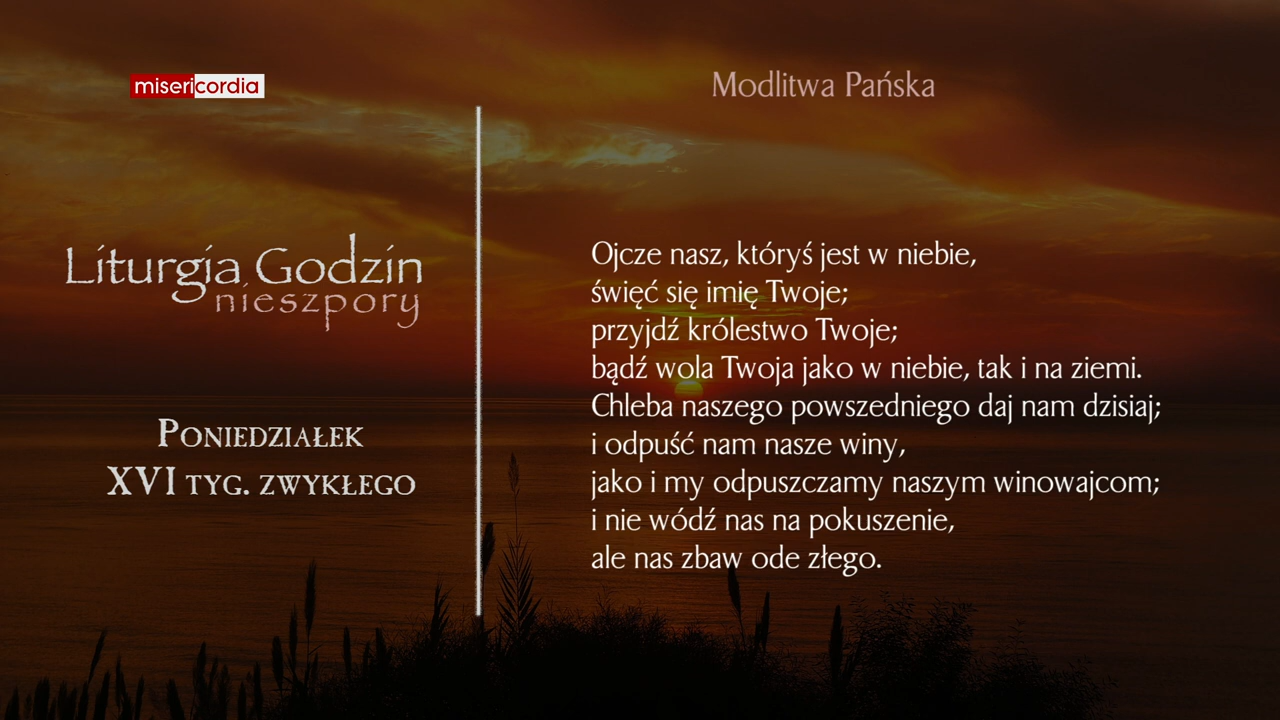 misericordia
Liturgia Godzin
nieszpory
Poniedziałek
XVI tyg. zwykłego
Modlitwa Pańska
Ojcze nasz, któryś jest w niebie,
święć się imię Twoje;
przyjdź królestwo Twoje;
bądź wola Twoja jako w niebie, tak i na ziemi.
Chleba naszego powszedniego daj nam dzisiaj;
i odpuść nam nasze winy,
jako i my odpuszczamy naszym winowajcom;
i nie wódź nas na pokuszenie,
ale nas zbaw ode złego.